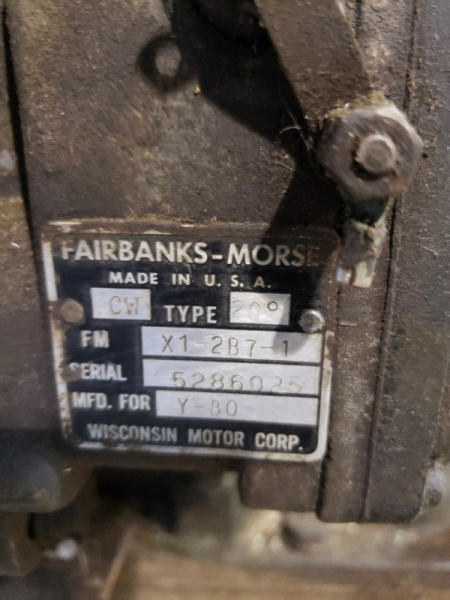 FAIRBANKS-MORSE
MADE IN U.S.A.
CW TYPE 20°
FM X1-2B7-1
SERIAL 5286025
MFD. FOR Y-80
WISCONSIN MOTOR CORP.